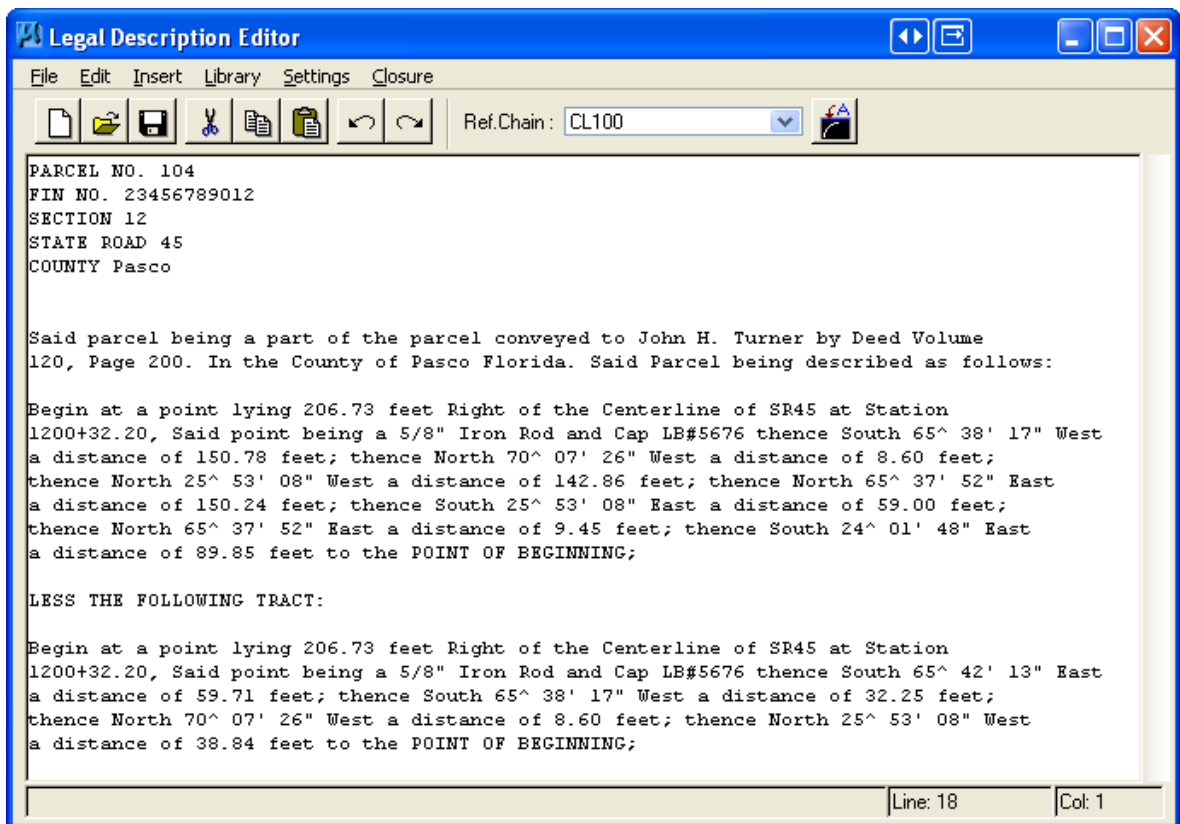 Legal Description Editor
File Edit Insert Library Settings Closure
Ref.Chain : CL100
PARCEL NO. 104
FIN NO. 23456789012
SECTION 12
STATE ROAD 45
COUNTY Pasco
Said parcel being a part of the parcel conveyed to John H. Turner by Deed Volume
120, Page 200. In the County of Pasco Florida. Said Parcel being described as follows:
Begin at a point lying 206.73 feet Right of the Centerline of SR45 at Station
1200+32.20, Said point being a 5/8" Iron Rod and Cap LB#5676 thence South 65^ 38' 17" West
a distance of 150.78 feet; thence North 70^ 07' 26" West a distance of 8.60 feet;
thence North 25^ 53' 08" West a distance of 142.86 feet; thence North 65^ 37' 52" East
a distance of 150.24 feet; thence South 25^ 53' 08" East a distance of 59.00 feet;
thence North 65^ 37' 52" East a distance of 9.45 feet; thence South 24^ 01' 48" East
a distance of 89.85 feet to the POINT OF BEGINNING;
LESS THE FOLLOWING TRACT:
Begin at a point lying 206.73 feet Right of the Centerline of SR45 at Station
1200+32.20, Said point being a 5/8" Iron Rod and Cap LB#5676 thence South 65^ 42' 13" East
a distance of 59.71 feet; thence South 65^ 38' 17" West a distance of 32.25 feet;
thence North 70^ 07' 26" West a distance of 8.60 feet; thence North 25^ 53' 08" West
a distance of 38.84 feet to the POINT OF BEGINNING;
Line: 18 Col: 1